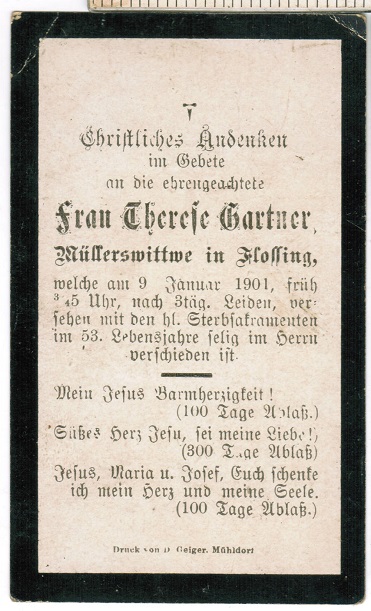 Christliches Andenken
im Gebete
an die ehrengeachtete
Frau Therese Gartner,
Müllerswittwe in Flossing,
welche am 9 Januar 1901, früh
¾5 Uhr, nach 3täg. Leiden, ver-
sehen mit den hl. Sterbsakramenten
im 53. Lebensjahre selig im Herrn
verschieden ist
Mein Jesus Barmherzigkeit!
(100 Tage Ablaß.)
Süßes Herz Jesu, sei meine Liebe!)
(300 Tage Ablaß)
Jesus, Maria u. Josef, Euch schenke
ich mein Herz und meine Seele.
(100 Tage Ablaß.)
Druck von D. Geiger, Mühldorf